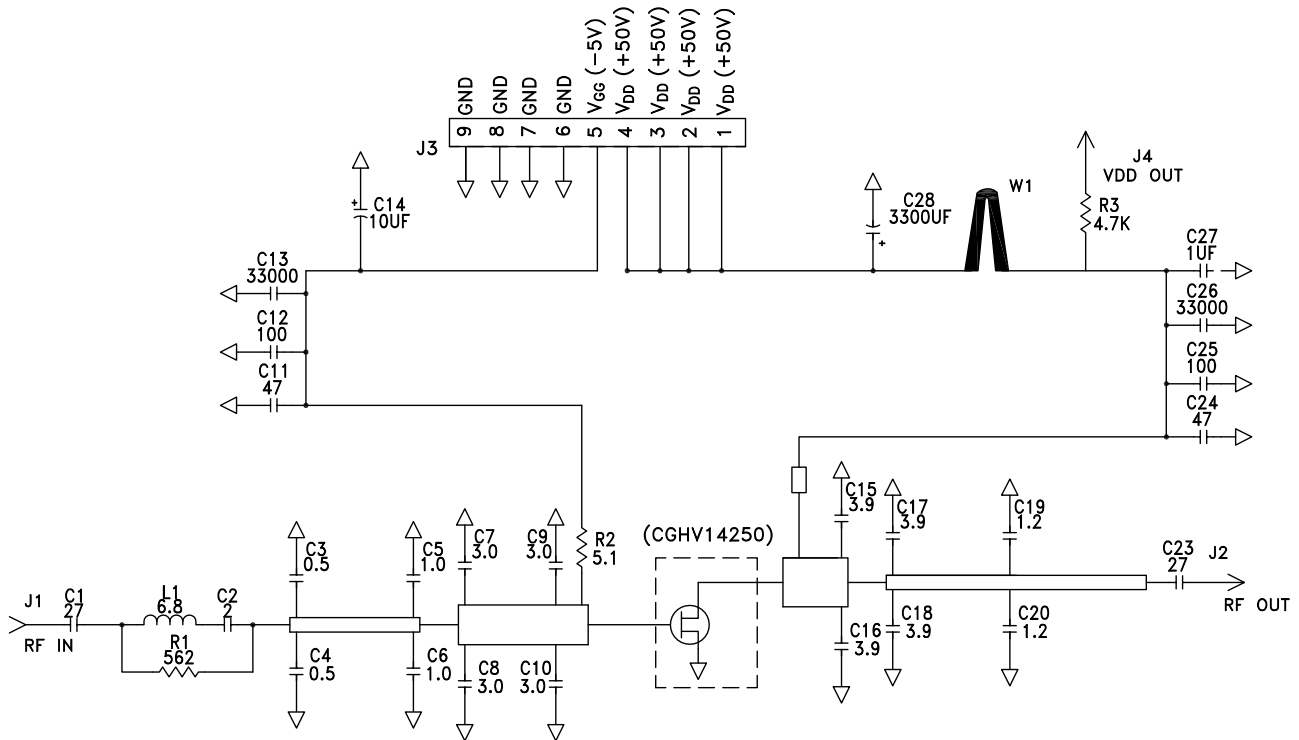 GND
GND
GND
GND
VGG (-5V)
VDD (+50V)
VDD (+50V)
VDD (+50V)
VDD (+50V)
9
8
7
6
5
4
3
2
1
J3
C14
10UF
+
C28
3300UF
+
W1
J4
VDD OUT
R3
4.7K
C13
33000
C12
100
C11
47
C27
1UF
C26
33000
C25
100
C24
47
R2
5.1
(CGHV14250)
C15
3.9
C17
3.9
C19
1.2
C23
27
J2
RF OUT
C16
3.9
C18
3.9
C20
1.2
C3
0.5
C5
1.0
C7
3.0
C9
3.0
J1
RF IN
C1
27
L1
6.8
C2
2
R1
562
C4
0.5
C6
1.0
C8
3.0
C10
3.0